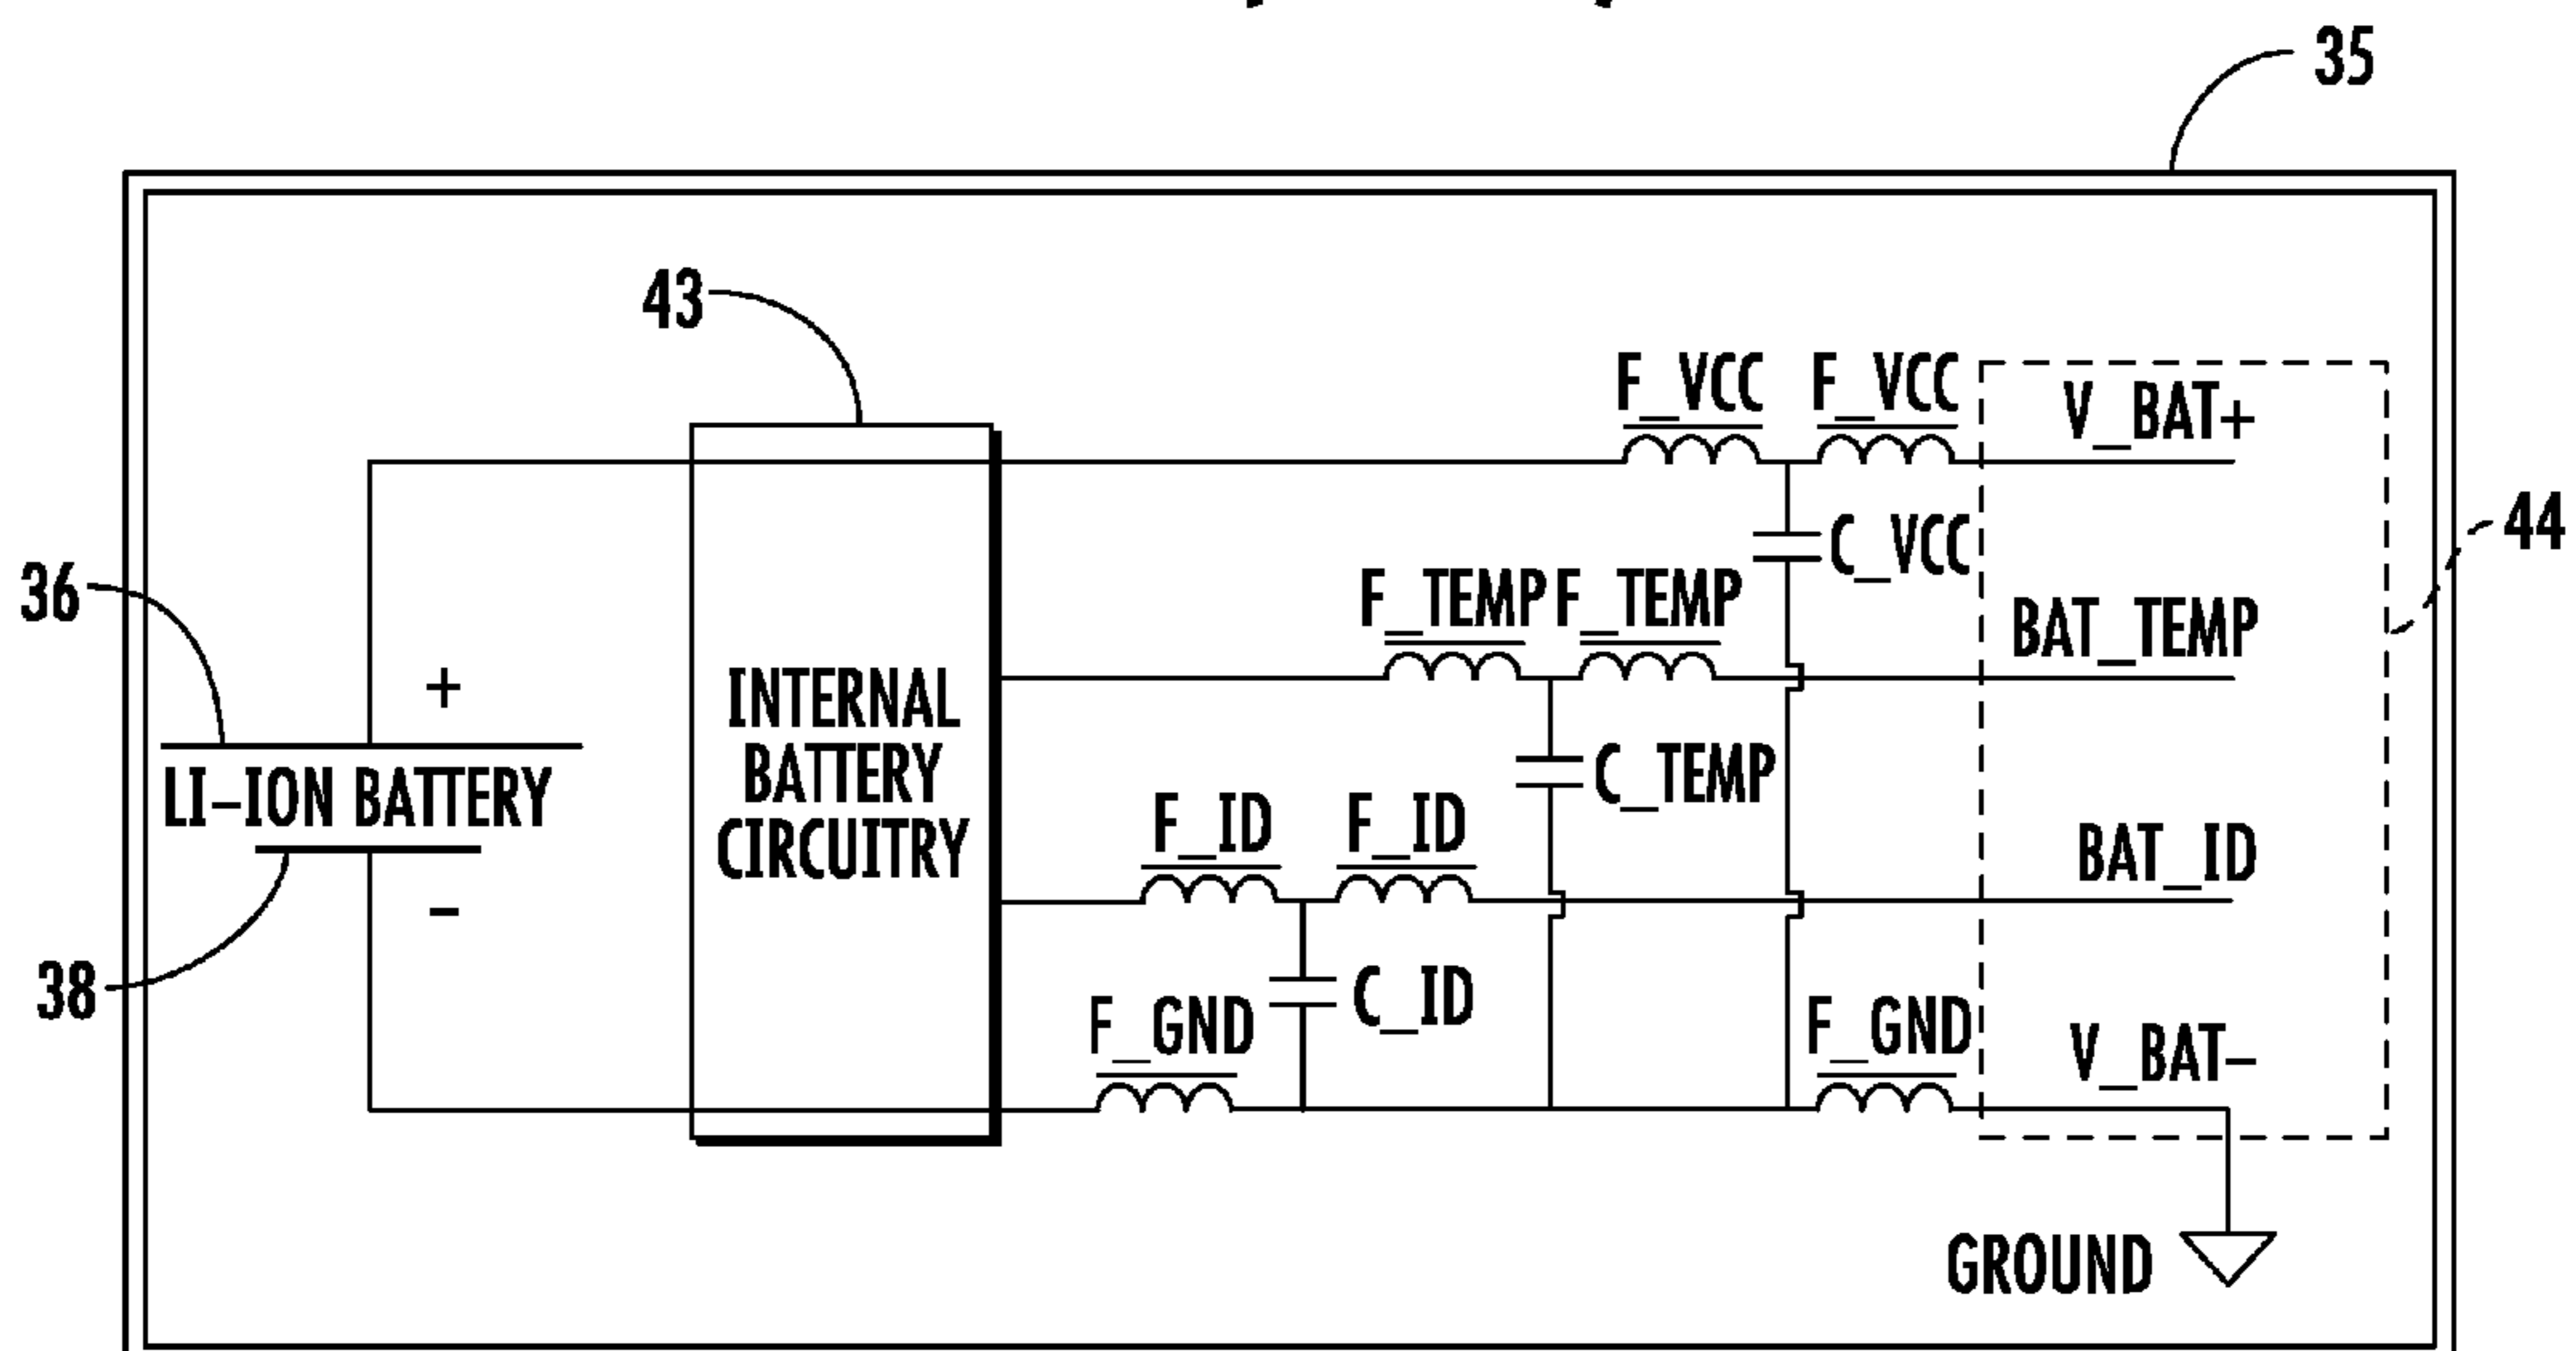 35
43
F_VCC F_VCC
V_BAT+
44
C_VCC
36
F_TEMP F_TEMP
BAT_TEMP
+
INTERNAL
BATTERY
CIRCUITRY
LI-ION BATTERY
C_TEMP
F_ID F_ID
BAT_ID
–
38
C_ID
F_GND
F_GND
V_BAT–
GROUND